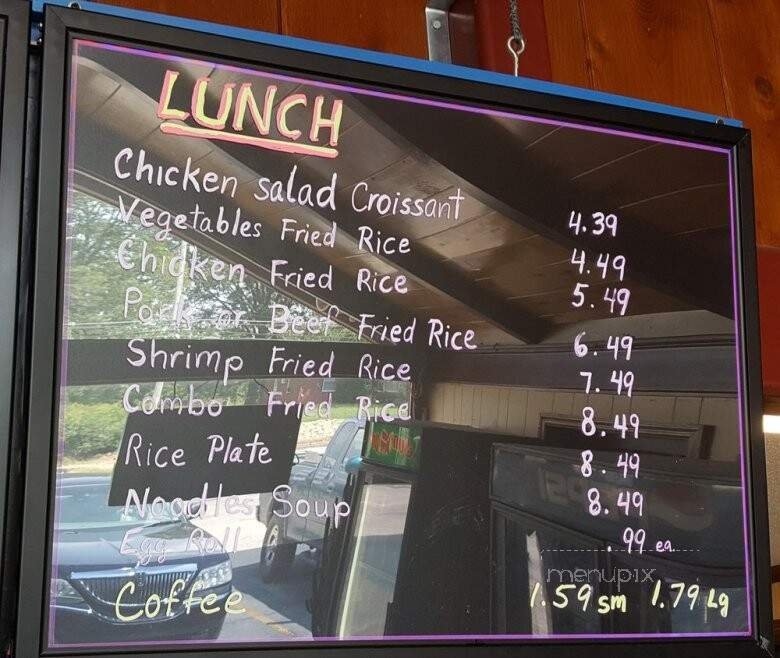 LUNCH
Chicken salad Croissant 4.39
Vegetables Fried Rice 4.49
Chicken Fried Rice 5.49
Pork or Beef Fried Rice 6.49
Shrimp Fried Rice 7.49
Combo Fried Rice 8.49
Rice Plate 8.49
Noodles Soup 8.49
Egg Roll .99 ea.
menupix
Coffee 1.59 sm 1.79 Lg